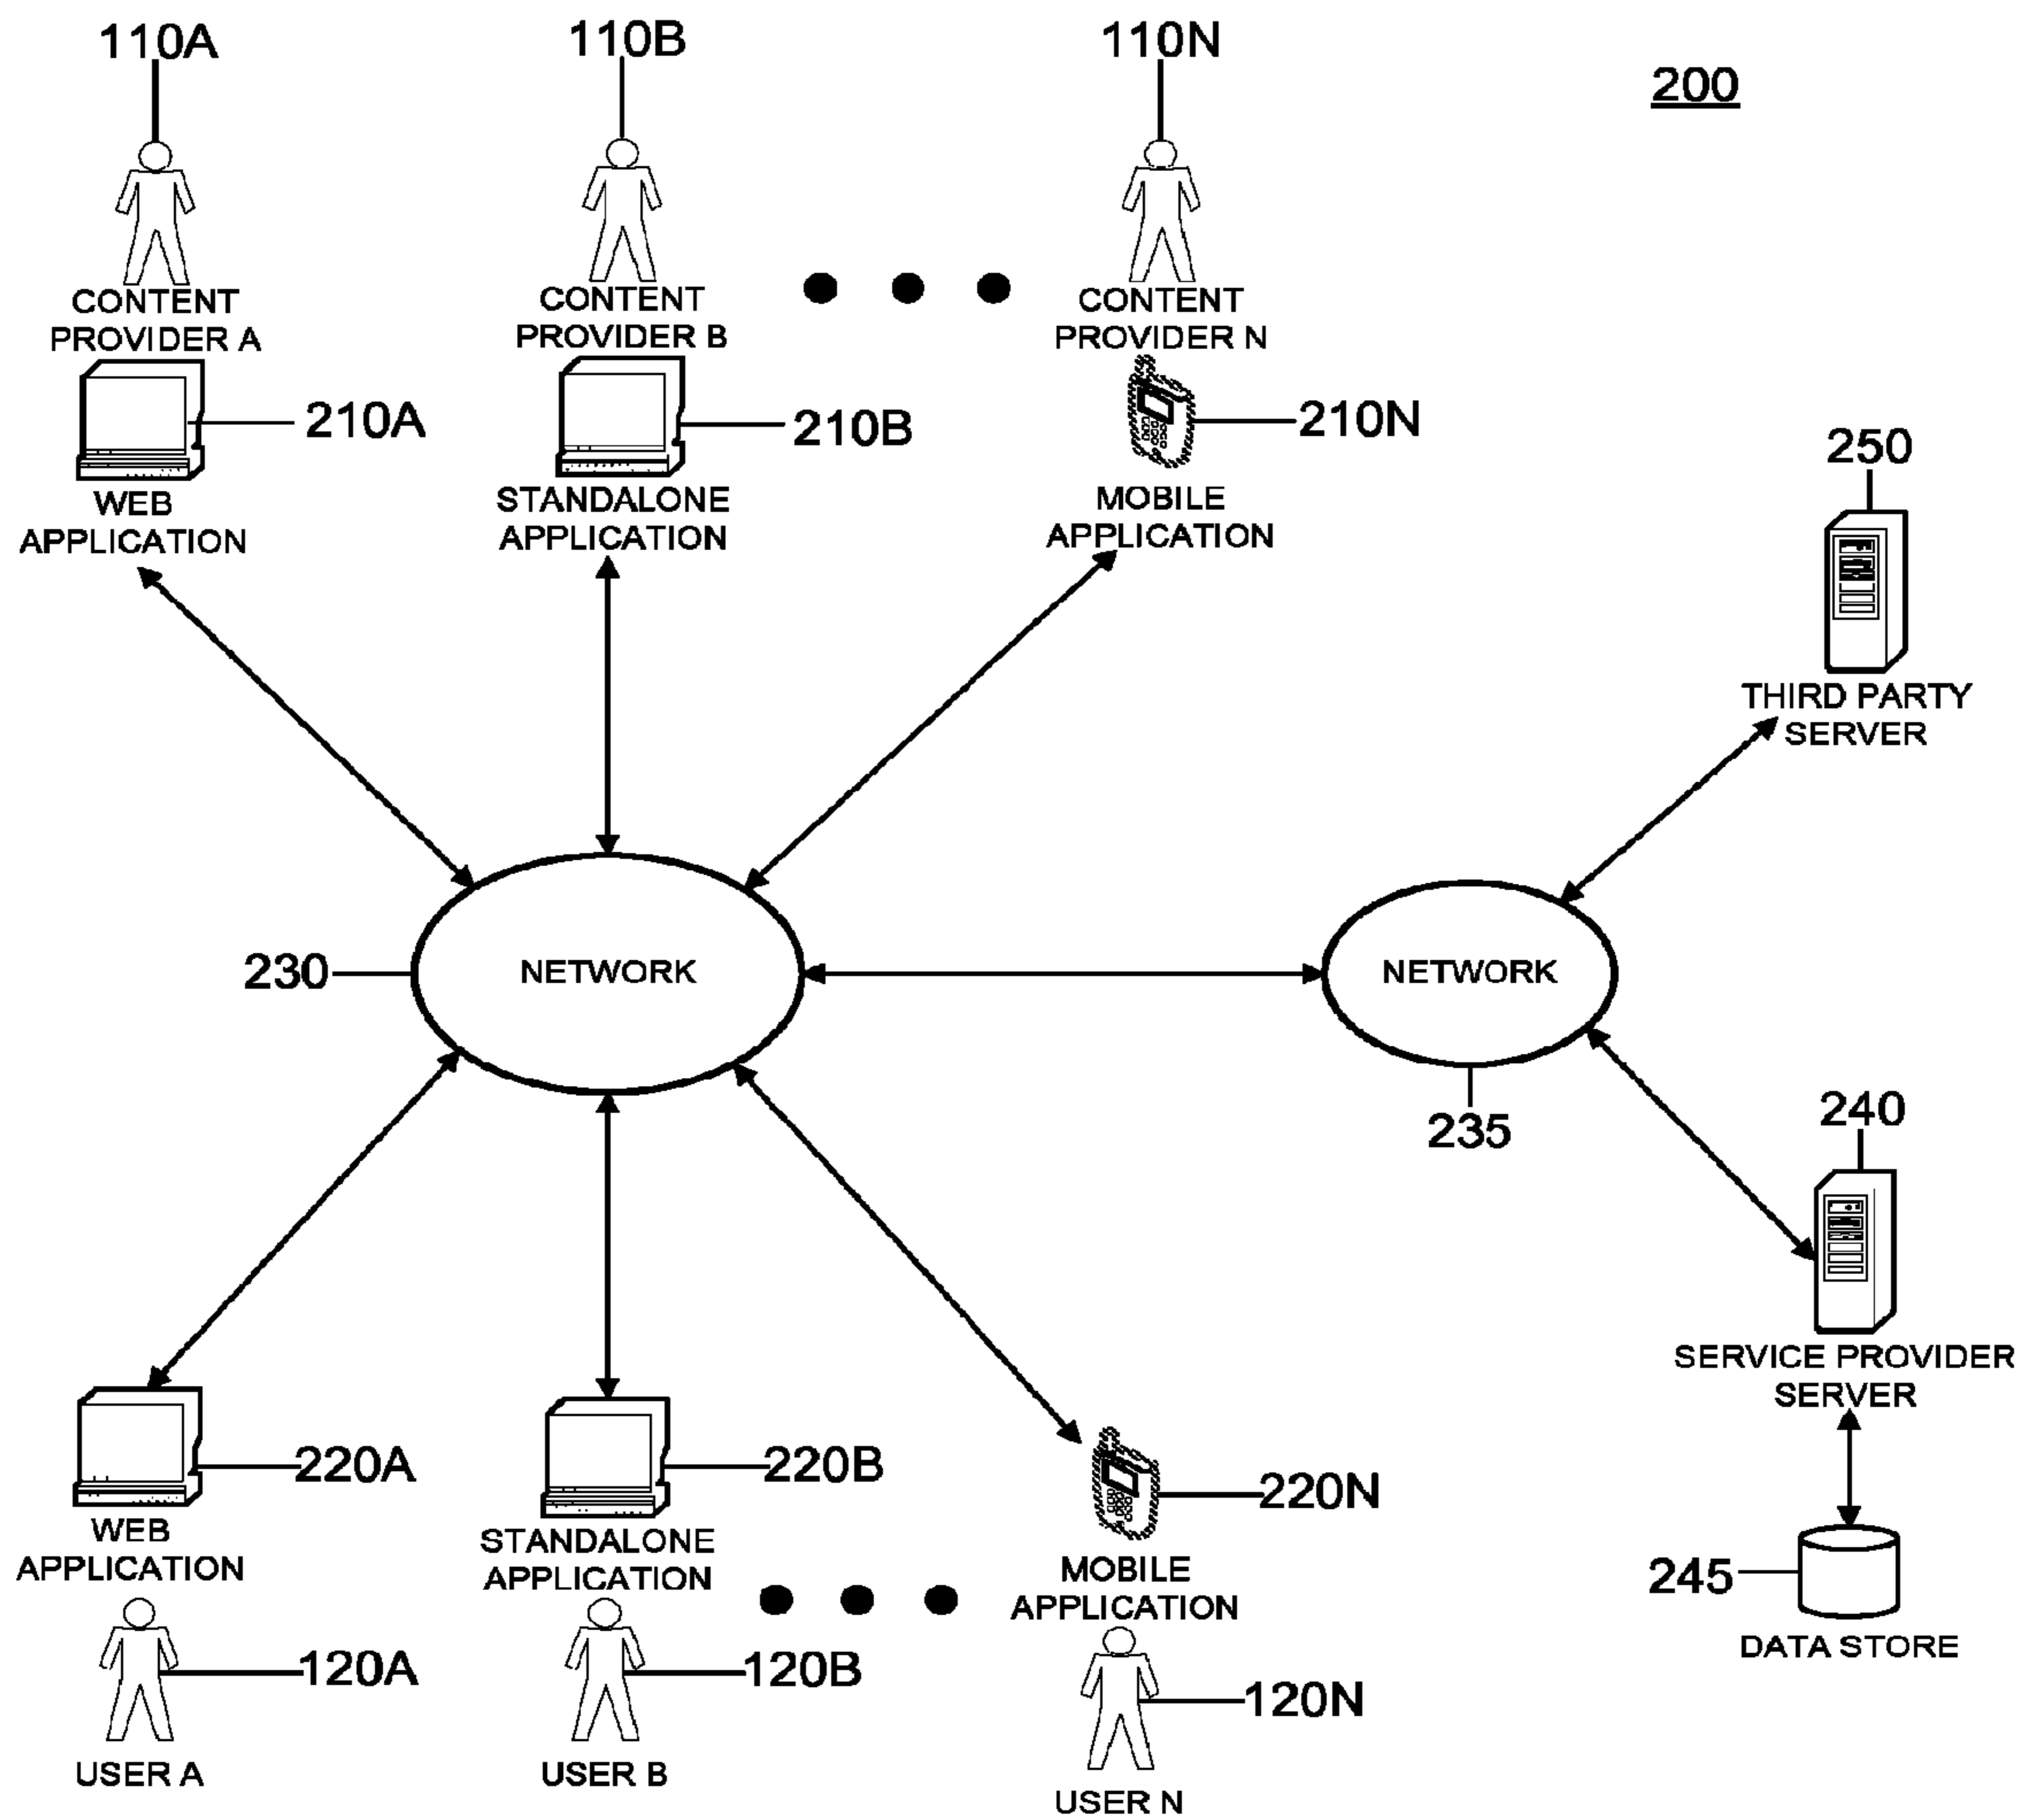 110A
110B
110N
200
CONTENT
PROVIDER A
CONTENT
PROVIDER B
CONTENT
PROVIDER N
210A
210B
210N
WEB
APPLICATION
STANDALONE
APPLICATION
MOBILE
APPLICATION
250
THIRD PARTY
SERVER
230
NETWORK
NETWORK
235
240
SERVICE PROVIDER
SERVER
220A
220B
220N
WEB
APPLICATION
STANDALONE
APPLICATION
MOBILE
APPLICATION
245
DATA STORE
120A
120B
120N
USER A
USER B
USER N